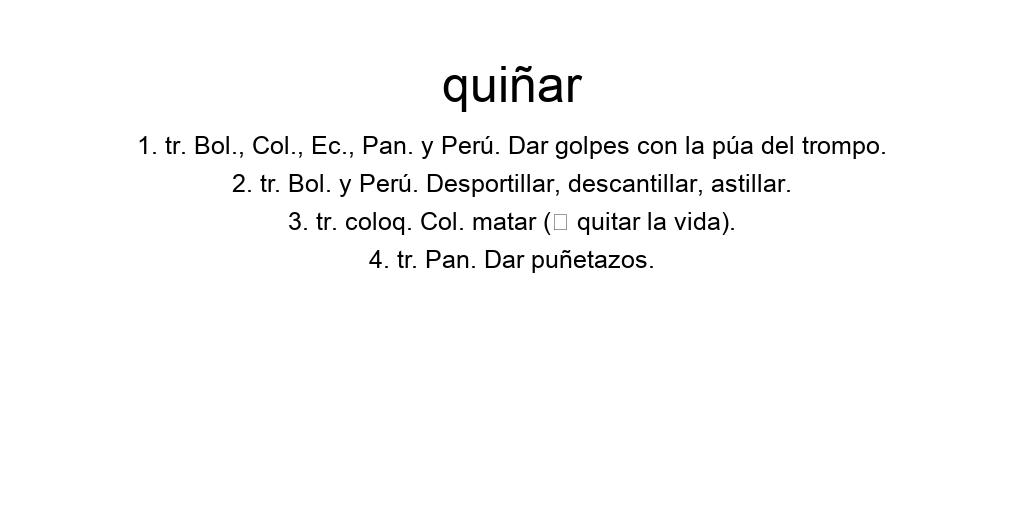 quiñar
1. tr. Bol., Col., Ec., Pan. y Perú. Dar golpes con la púa del trompo.
2. tr. Bol. y Perú. Desportillar, descantillar, astillar.
3. tr. coloq. Col. matar (▯ quitar la vida).
4. tr. Pan. Dar puñetazos.